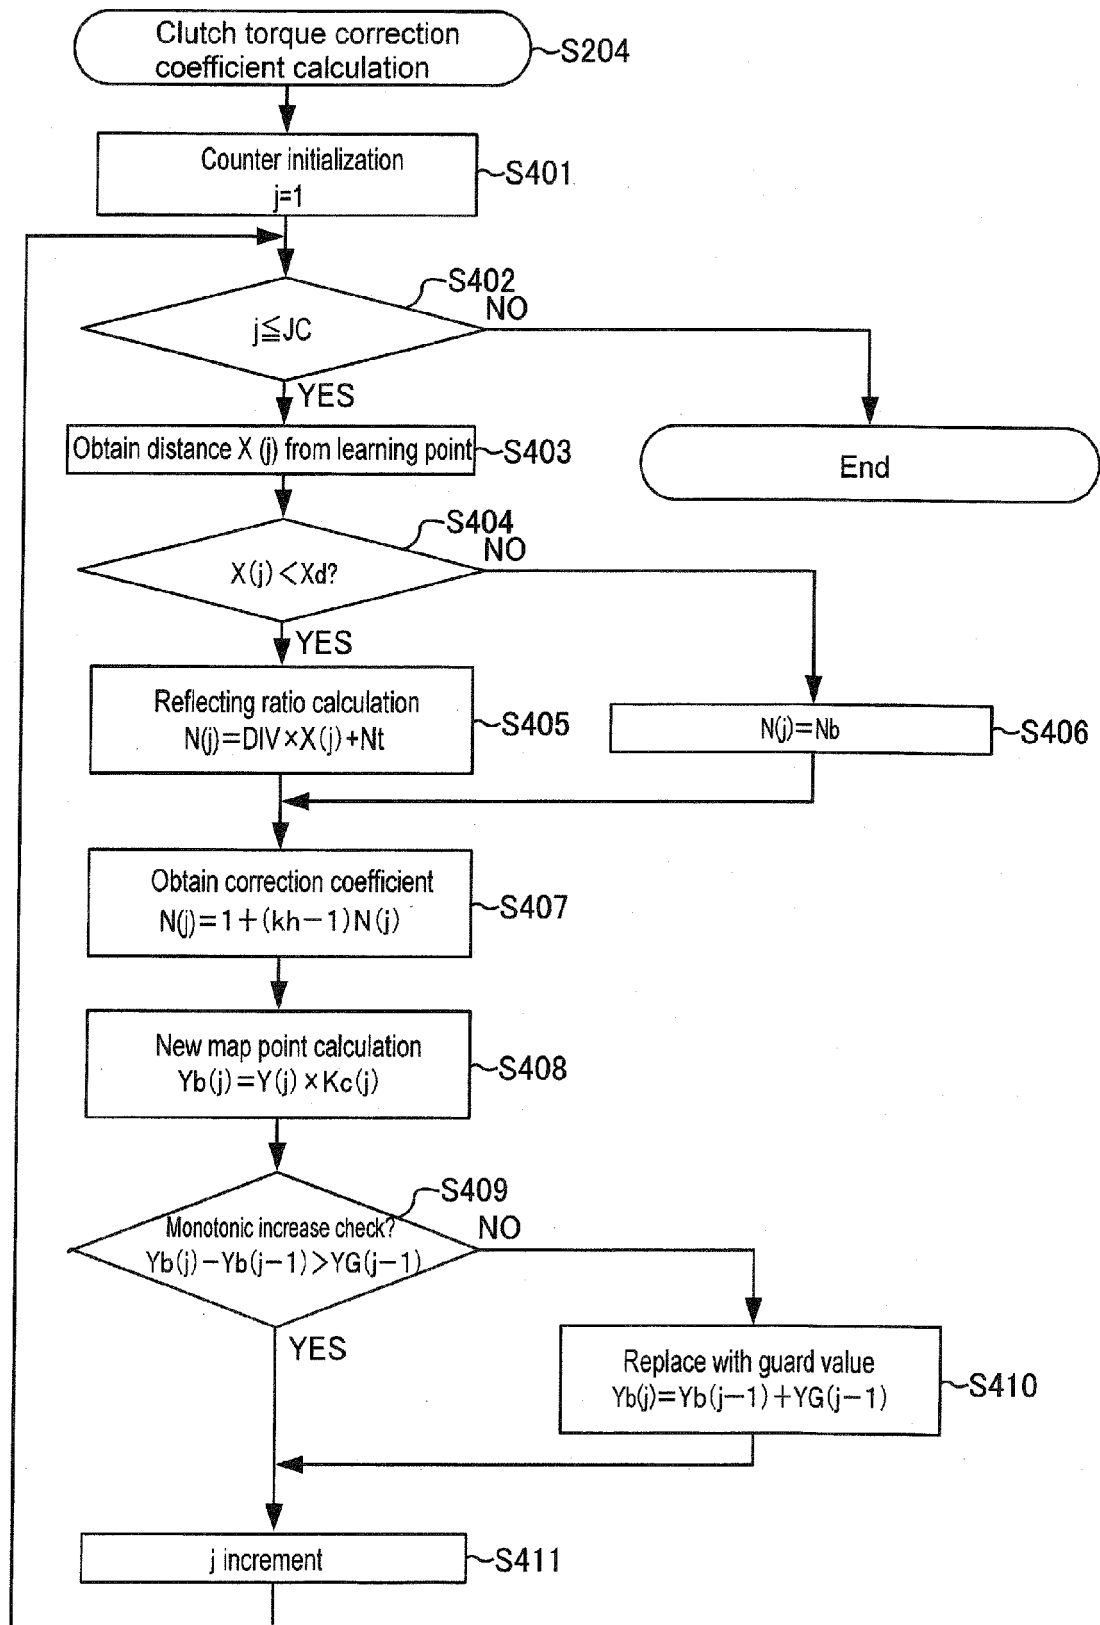 Clutch torque correction
coefficient calculation
S204
Counter initialization
j=1
S401
S402
NO
j≦JC
YES
Obtain distance X (j) from learning point
S403
End
S404
NO
X(j)<Xd?
YES
Reflecting ratio calculation
N(j)=DIV×X(j)+Nt
S405
N(j)=Nb
S406
Obtain correction coefficient
N(j)=1+(kh−1)N(j)
S407
New map point calculation
Yb(j)=Y(j)×Kc(j)
S408
S409
NO
Monotonic increase check?
Yb(j)−Yb(j−1)>YG(j−1)
YES
Replace with guard value
Yb(j)=Yb(j−1)+YG(j−1)
S410
j increment
S411